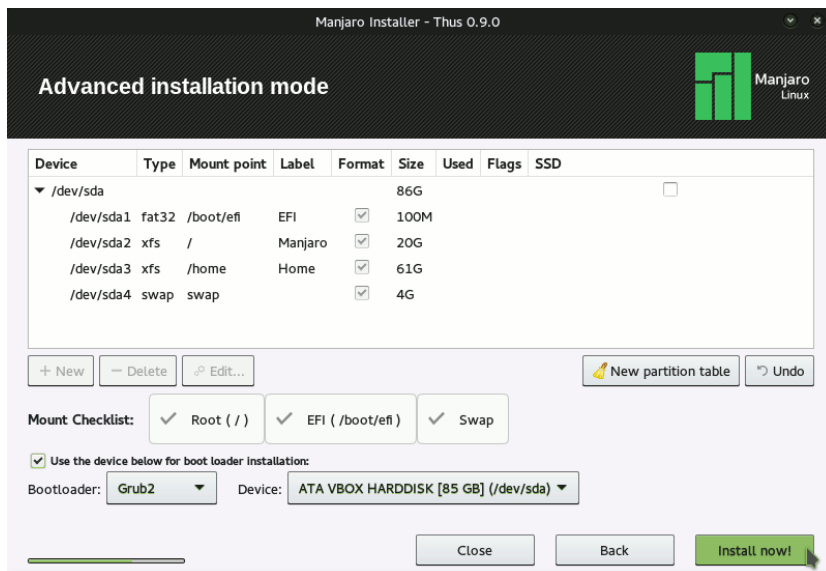 Manjaro Installer - Thus 0.9.0
Advanced installation mode
Manjaro
Linux
Device Type Mount point Label Format Size Used Flags SSD
/dev/sda 86G
/dev/sda1 fat32 /boot/efi EFI 100M
/dev/sda2 xfs / Manjaro 20G
/dev/sda3 xfs /home Home 61G
/dev/sda4 swap swap 4G
+ New - Delete Edit... New partition table Undo
Mount Checklist: Root ( / ) EFI ( /boot/efi ) Swap
Use the device below for boot loader installation:
Bootloader: Grub2 Device: ATA VBOX HARDDISK [85 GB] (/dev/sda)
Close Back Install now!